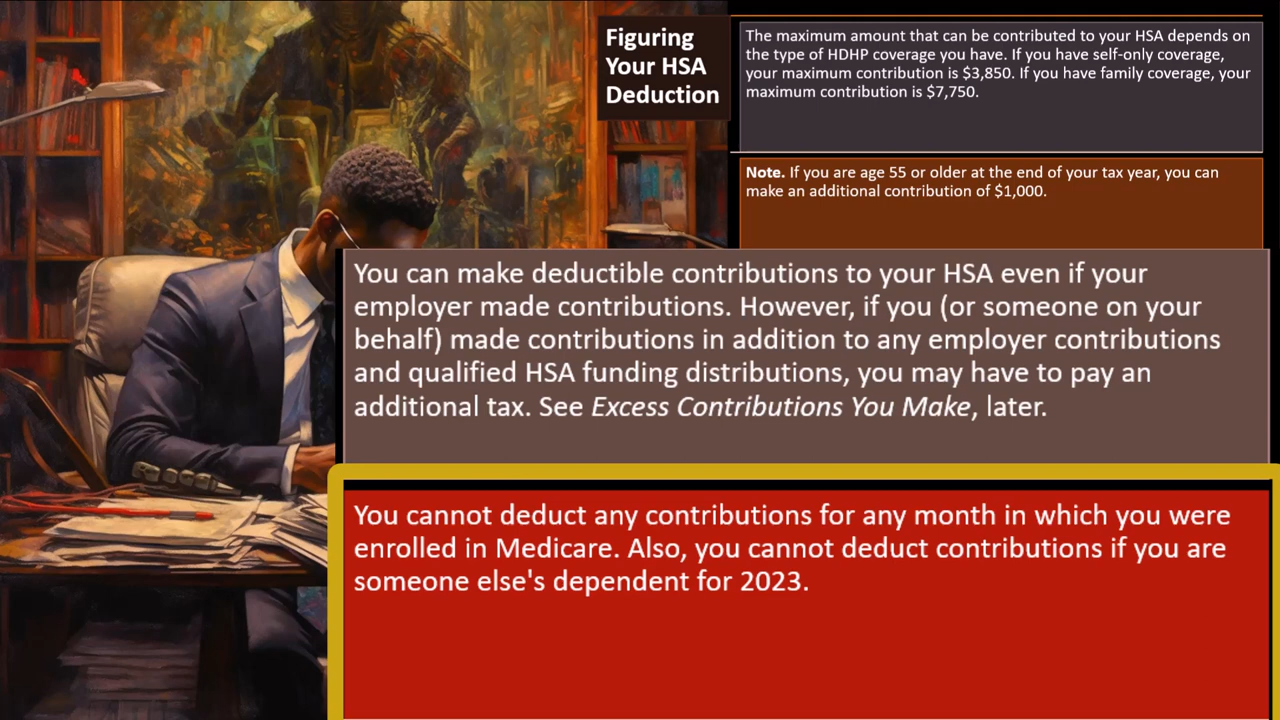 Figuring
Your HSA
Deduction
The maximum amount that can be contributed to your HSA depends on
the type of HDHP coverage you have. If you have self-only coverage,
your maximum contribution is $3,850. If you have family coverage, your
maximum contribution is $7,750.
Note. If you are age 55 or older at the end of your tax year, you can
make an additional contribution of $1,000.
You can make deductible contributions to your HSA even if your
employer made contributions. However, if you (or someone on your
behalf) made contributions in addition to any employer contributions
and qualified HSA funding distributions, you may have to pay an
additional tax. See Excess Contributions You Make, later.
You cannot deduct any contributions for any month in which you were
enrolled in Medicare. Also, you cannot deduct contributions if you are
someone else's dependent for 2023.